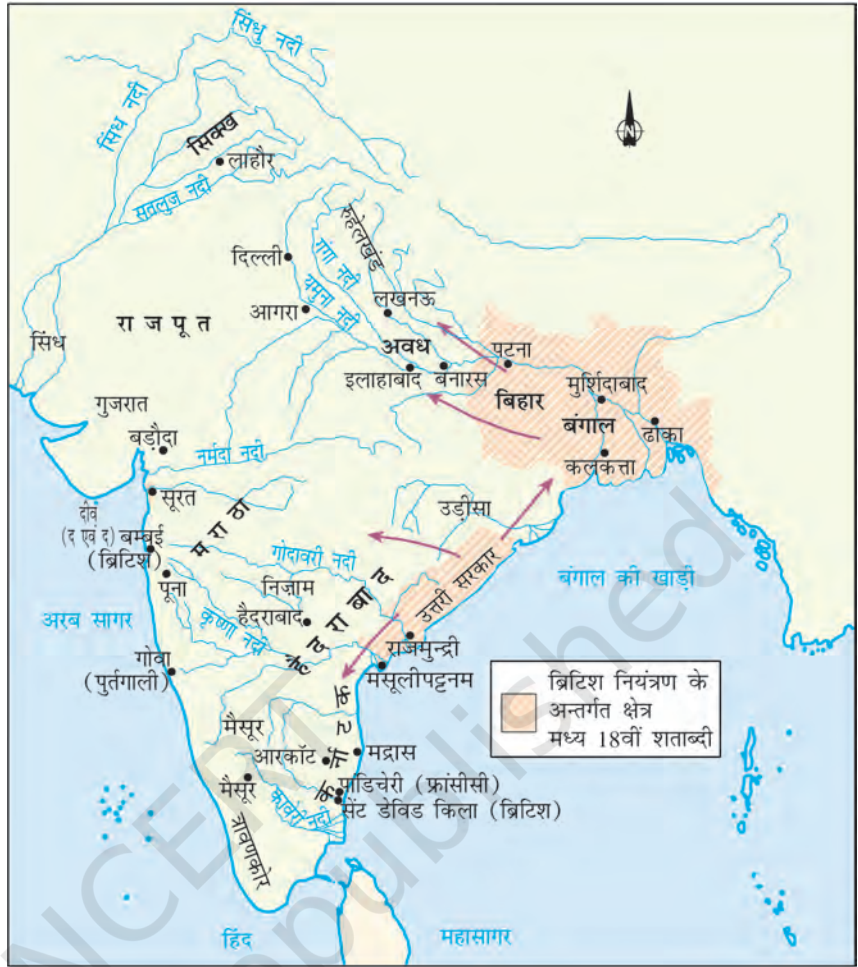 सिंधु नदी
सिंध नदी
सिक्ख
लाहौर
सतलुज नदी
N
रुहेलखंड
दिल्ली
गंगा नदी
यमुना नदी
लखनऊ
राजपूत
आगरा
अवध
पटना
सिंध
इलाहाबाद
बनारस
बिहार
मुर्शिदाबाद
गुजरात
बंगाल
ढाका
बड़ौदा
कलकत्ता
नर्मदा नदी
सूरत
उड़ीसा
मराठा
दीव
(द एवं द)
बम्बई
(ब्रिटिश)
गोदावरी नदी
उत्तरी सरकार
बंगाल की खाड़ी
पूना
निज़ाम
हैदराबाद
हैदराबाद
अरब सागर
कृष्णा नदी
राजमुन्द्री
गोवा
(पुर्तगाली)
मसूलीपट्टनम
ब्रिटिश नियंत्रण के
अन्तर्गत क्षेत्र
मध्य 18वीं शताब्दी
मैसूर
कर्नाटक
आरकॉट
मद्रास
मैसूर
पांडिचेरी (फ्रांसीसी)
सेंट डेविड किला (ब्रिटिश)
कावेरी नदी
त्रावणकोर
हिंद
महासागर
NCERT
republished